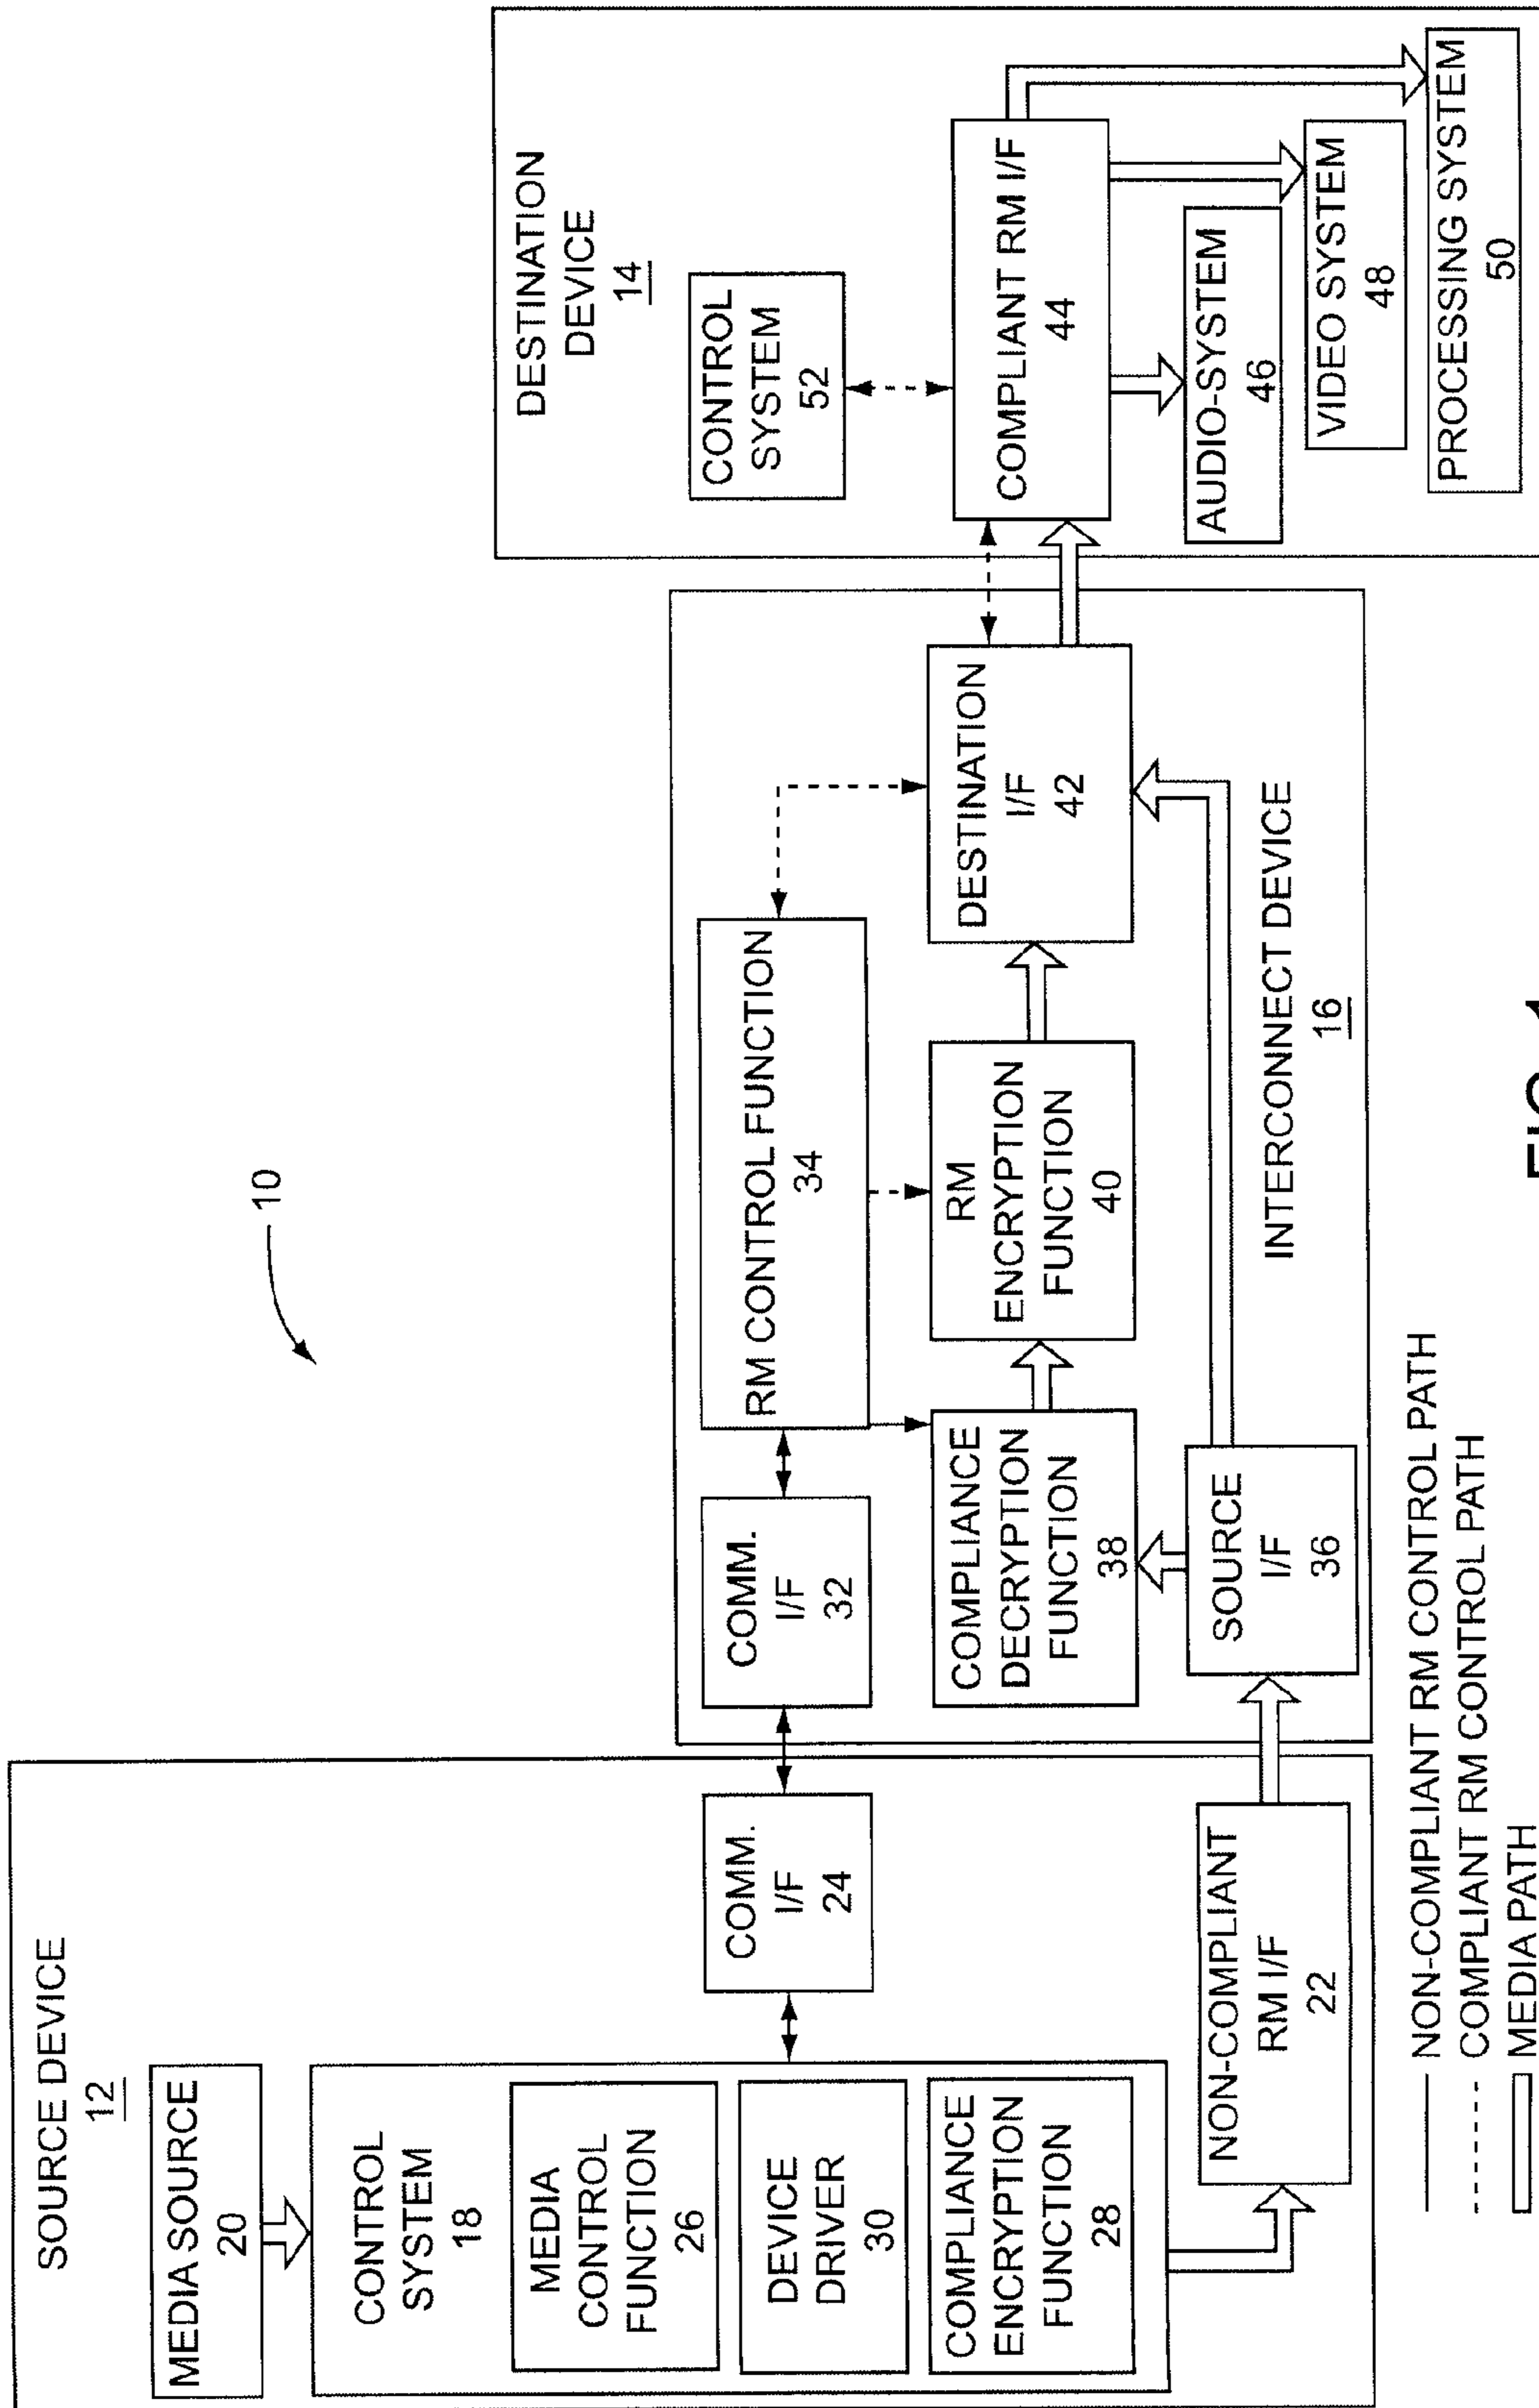 10
SOURCE DEVICE
12
MEDIA SOURCE
20
CONTROL
SYSTEM
18
MEDIA
CONTROL
FUNCTION
26
DEVICE
DRIVER
30
COMPLIANCE
ENCRYPTION
FUNCTION
28
COMM.
I/F
24
NON-COMPLIANT
RM I/F
22
COMM.
I/F
32
RM CONTROL FUNCTION
34
COMPLIANCE
DECRYPTION
FUNCTION
38
RM
ENCRYPTION
FUNCTION
40
SOURCE
I/F
36
DESTINATION
I/F
42
INTERCONNECT DEVICE
16
DESTINATION
DEVICE
14
CONTROL
SYSTEM
52
COMPLIANT RM I/F
44
AUDIO-SYSTEM
46
VIDEO SYSTEM
48
PROCESSING SYSTEM
50
NON-COMPLIANT RM CONTROL PATH
COMPLIANT RM CONTROL PATH
MEDIA PATH